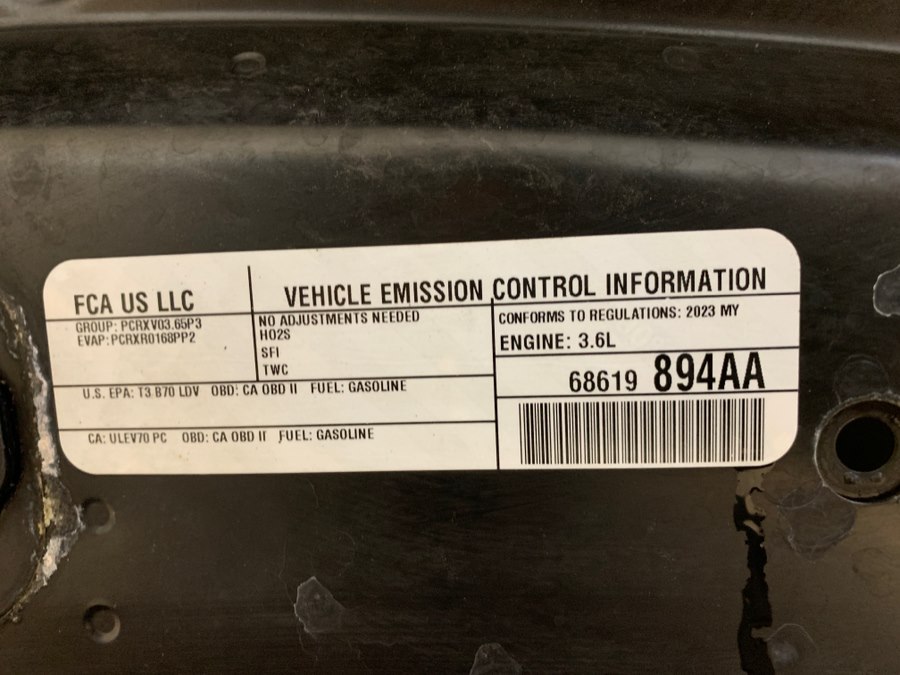 FCA US LLC
VEHICLE EMISSION CONTROL INFORMATION
GROUP: PCRXV03.65P3
EVAP: PCRXR0168PP2
NO ADJUSTMENTS NEEDED
HO2S
SFI
TWC
CONFORMS TO REGULATIONS: 2023 MY
ENGINE: 3.6L
68619 894AA
U.S. EPA: T3 B70 LDV OBD: CA OBD II FUEL: GASOLINE
CA: ULEV70 PC OBD: CA OBD II FUEL: GASOLINE